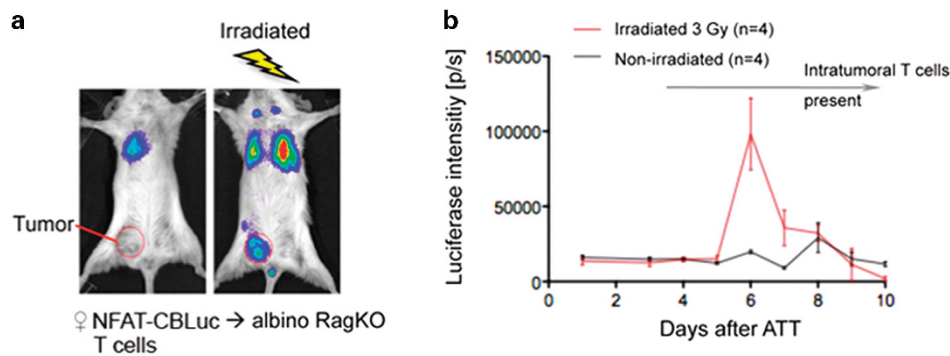 a
Irradiated
Tumor
♀ NFAT-CBLuc → albino RagKO
T cells
b
Irradiated 3 Gy (n=4)
Non-irradiated (n=4)
Luciferase intensitiy [p/s]
150000
100000
50000
0
Intratumoral T cells
present
0
2
4
6
8
10
Days after ATT